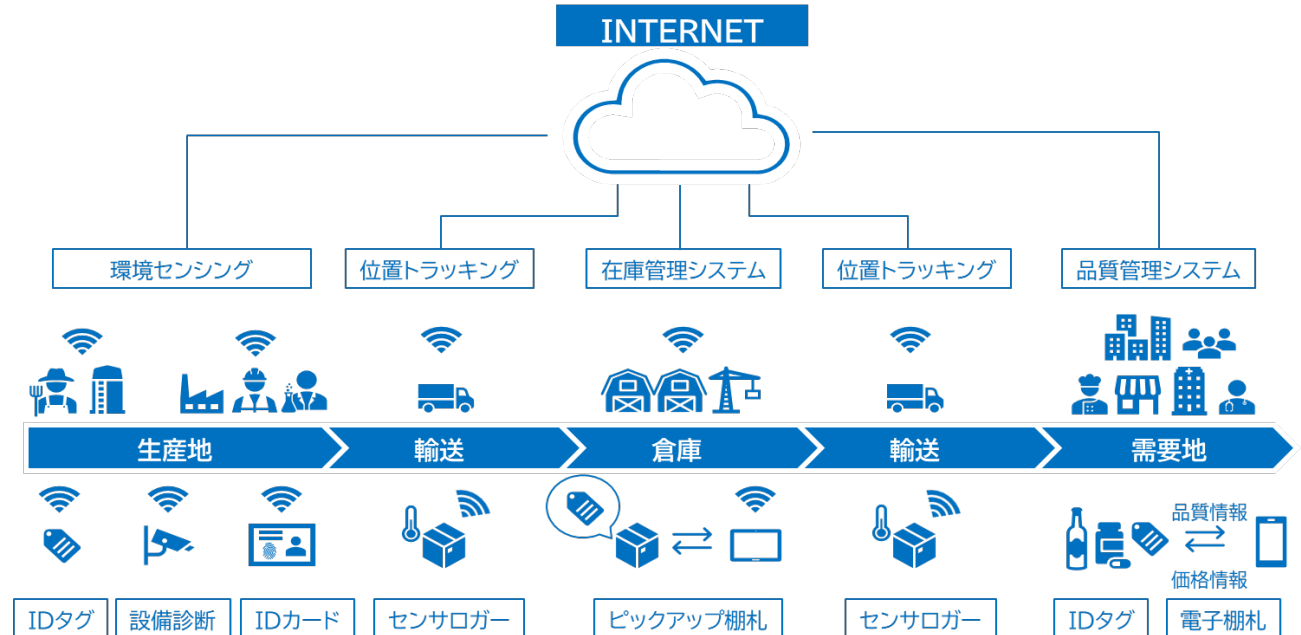 INTERNET
環境センシング
位置トラッキング
在庫管理システム
位置トラッキング
品質管理システム
生産地
輸送
倉庫
輸送
需要地
品質情報
価格情報
IDタグ
設備診断
IDカード
センサロガー
ピックアップ棚札
センサロガー
IDタグ
電子棚札